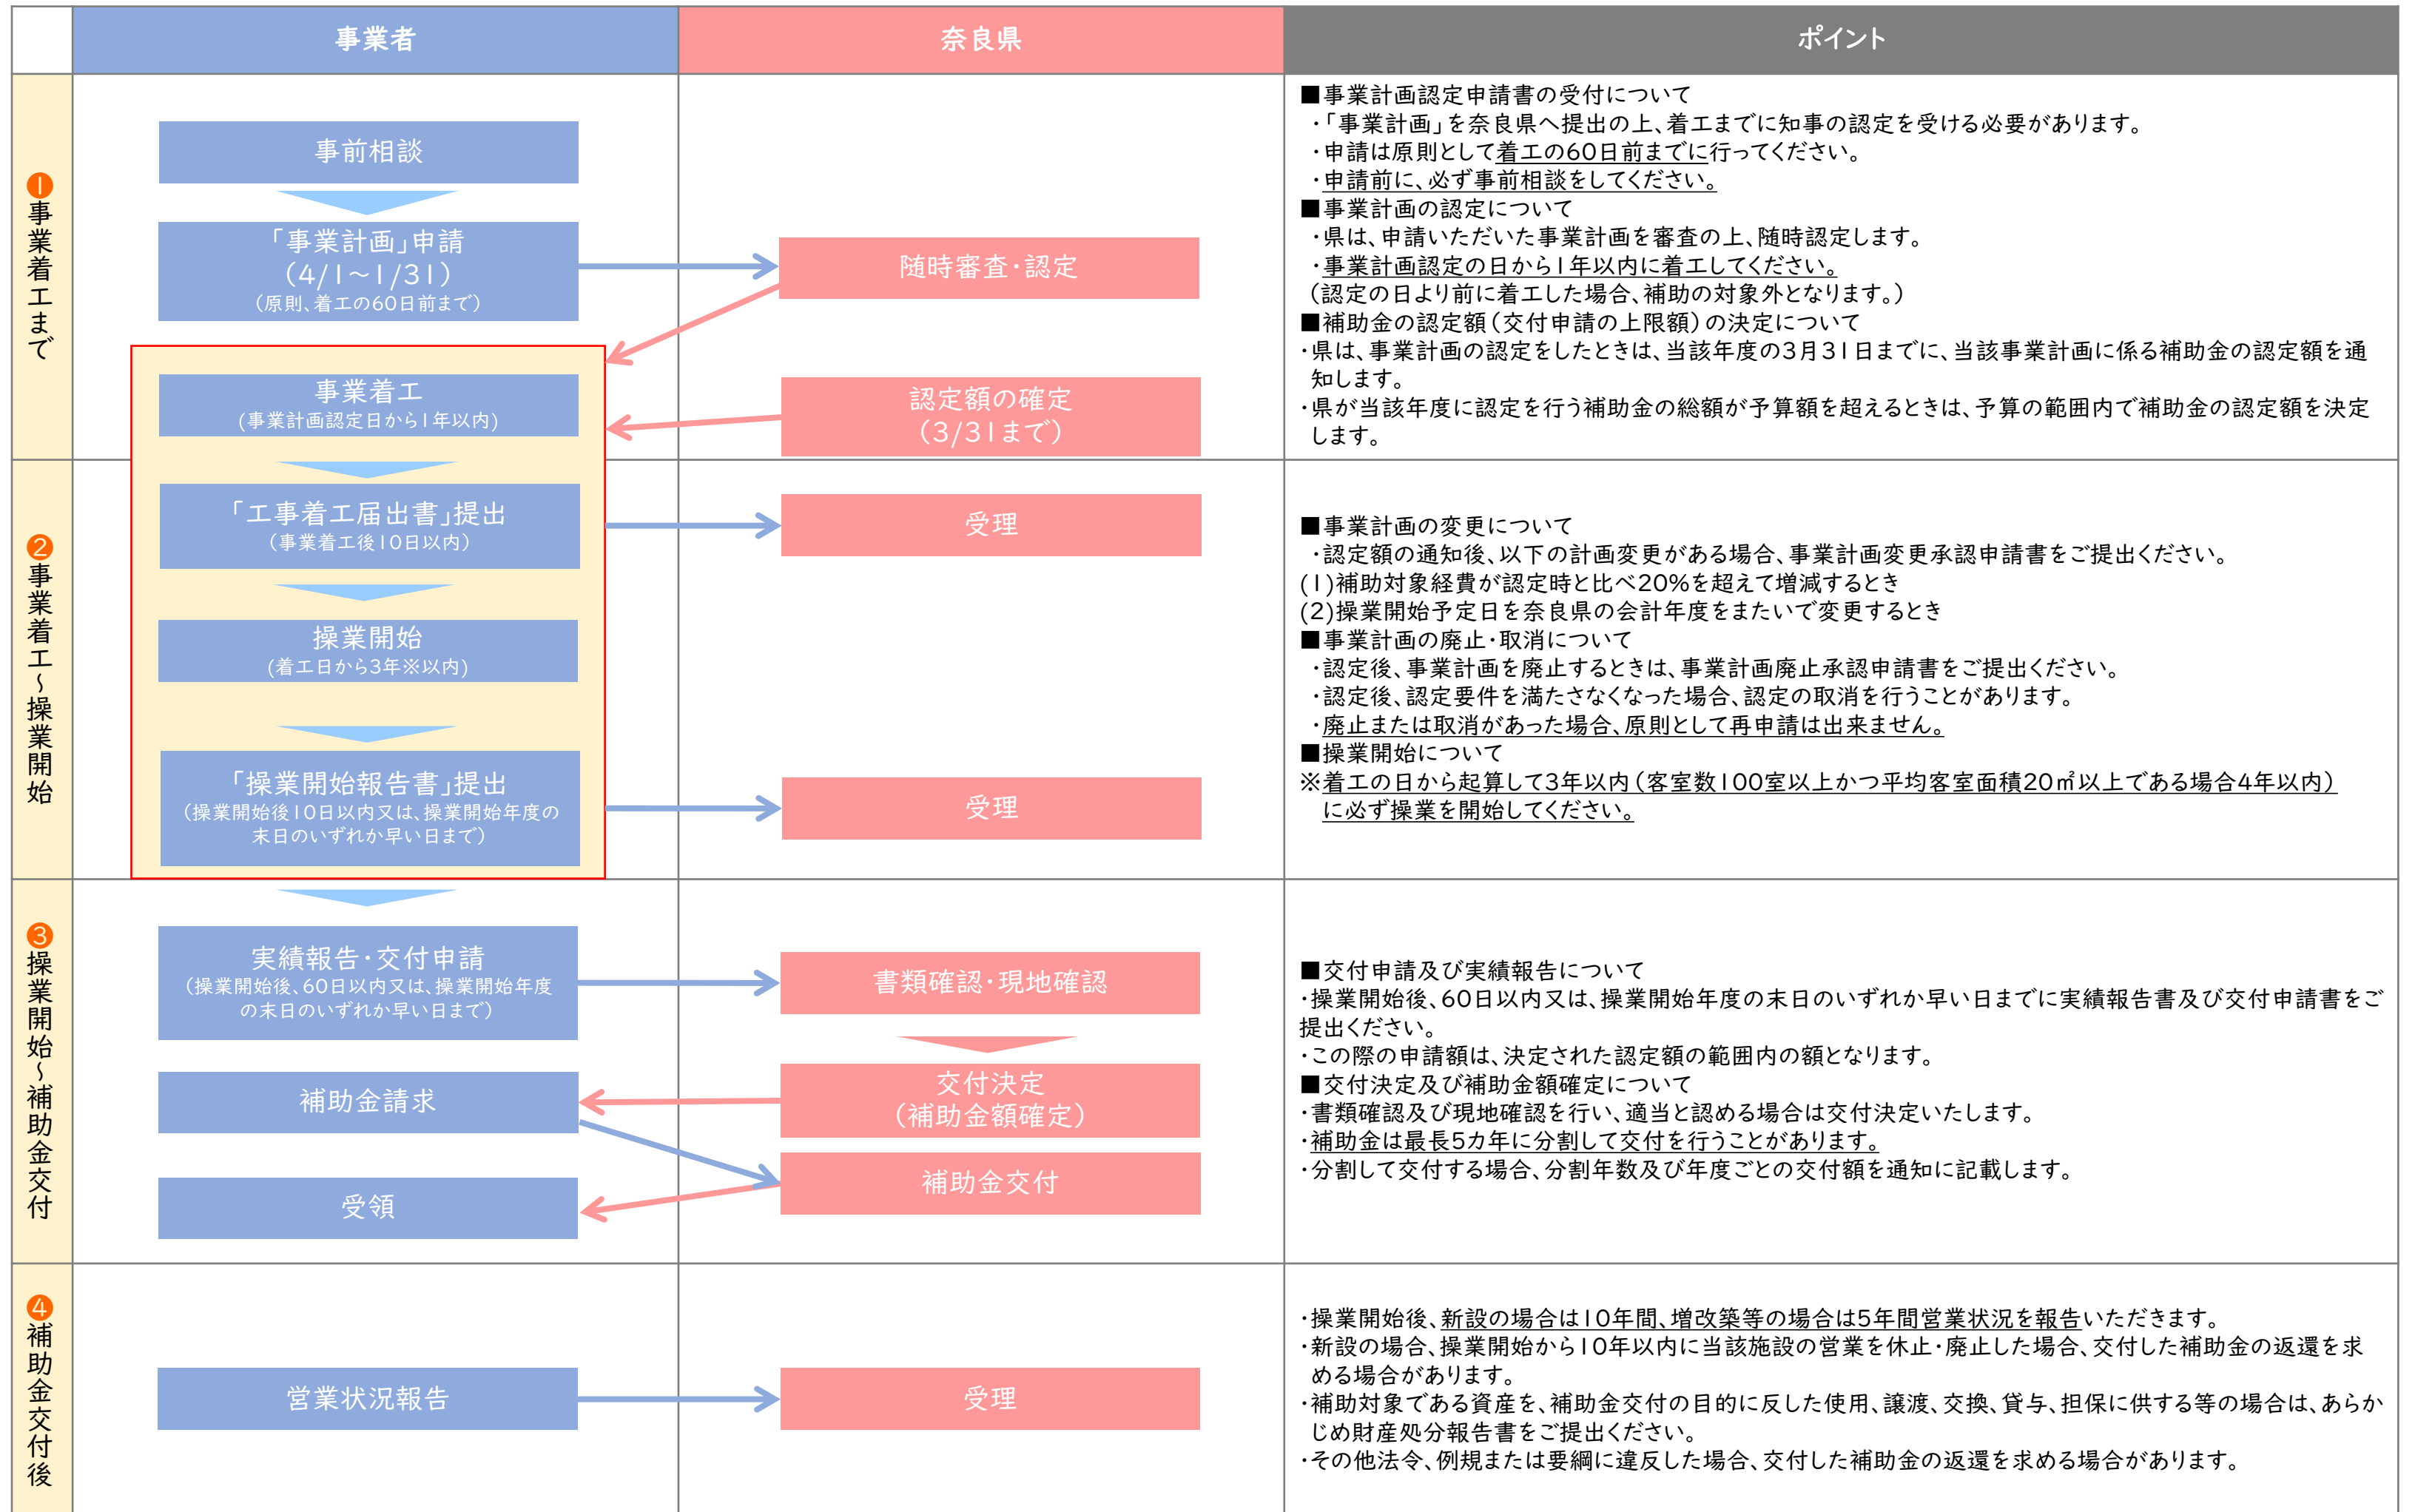 事業者
奈良県
ポイント
❶事業着工まで
事前相談
「事業計画」申請
（4/1～1/31）
（原則、着工の60日前まで）
随時審査・認定
事業着工
(事業計画認定日から1年以内)
認定額の確定
（3/31まで）
■事業計画認定申請書の受付について
・「事業計画」を奈良県へ提出の上、着工までに知事の認定を受ける必要があります。
・申請は原則として着工の60日前までに行ってください。
・申請前に、必ず事前相談をしてください。
■事業計画の認定について
・県は、申請いただいた事業計画を審査の上、随時認定します。
・事業計画認定の日から1年以内に着工してください。
（認定の日より前に着工した場合、補助の対象外となります。）
■補助金の認定額（交付申請の上限額）の決定について
・県は、事業計画の認定をしたときは、当該年度の3月31日までに、当該事業計画に係る補助金の認定額を通
知します。
・県が当該年度に認定を行う補助金の総額が予算額を超えるときは、予算の範囲内で補助金の認定額を決定
します。
❷事業着工～操業開始
「工事着工届出書」提出
（事業着工後10日以内）
受理
操業開始
(着工日から3年※以内)
「操業開始報告書」提出
（操業開始後10日以内又は、操業開始年度の
末日のいずれか早い日まで）
受理
■事業計画の変更について
・認定額の通知後、以下の計画変更がある場合、事業計画変更承認申請書をご提出ください。
(1)補助対象経費が認定時と比べ20%を超えて増減するとき
(2)操業開始予定日を奈良県の会計年度をまたいで変更するとき
■事業計画の廃止・取消について
・認定後、事業計画を廃止するときは、事業計画廃止承認申請書をご提出ください。
・認定後、認定要件を満たさなくなった場合、認定の取消を行うことがあります。
・廃止または取消があった場合、原則として再申請は出来ません。
■操業開始について
※着工の日から起算して3年以内（客室数100室以上かつ平均客室面積20㎡以上である場合4年以内）
に必ず操業を開始してください。
❸操業開始～補助金交付
実績報告・交付申請
（操業開始後、60日以内又は、操業開始年度
の末日のいずれか早い日まで）
書類確認・現地確認
補助金請求
交付決定
（補助金額確定）
補助金交付
受領
■交付申請及び実績報告について
・操業開始後、60日以内又は、操業開始年度の末日のいずれか早い日までに実績報告書及び交付申請書をご
提出ください。
・この際の申請額は、決定された認定額の範囲内の額となります。
■交付決定及び補助金額確定について
・書類確認及び現地確認を行い、適当と認める場合は交付決定いたします。
・補助金は最長5カ年に分割して交付を行うことがあります。
・分割して交付する場合、分割年数及び年度ごとの交付額を通知に記載します。
❹補助金交付後
営業状況報告
受理
・操業開始後、新設の場合は10年間、増改築等の場合は5年間営業状況を報告いただきます。
・新設の場合、操業開始から10年以内に当該施設の営業を休止・廃止した場合、交付した補助金の返還を求
める場合があります。
・補助対象である資産を、補助金交付の目的に反した使用、譲渡、交換、貸与、担保に供する等の場合は、あらか
じめ財産処分報告書をご提出ください。
・その他法令、例規または要綱に違反した場合、交付した補助金の返還を求める場合があります。